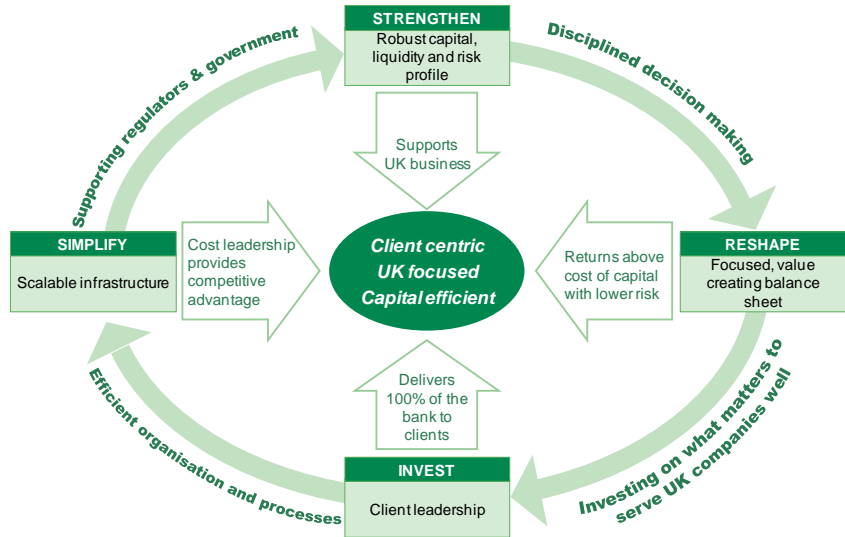 STRENGTHEN
Robust capital,
liquidity and risk
profile
Supporting regulators & government
Disciplined decision making
Supports
UK business
SIMPLIFY
Scalable infrastructure
Cost leadership
provides
competitive
advantage
Client centric
UK focused
Capital efficient
Returns above
cost of capital
with lower risk
RESHAPE
Focused, value
creating balance
sheet
Delivers
100% of the
bank to
clients
Efficient organisation and processes
INVEST
Client leadership
Investing on what matters to
serve UK companies well